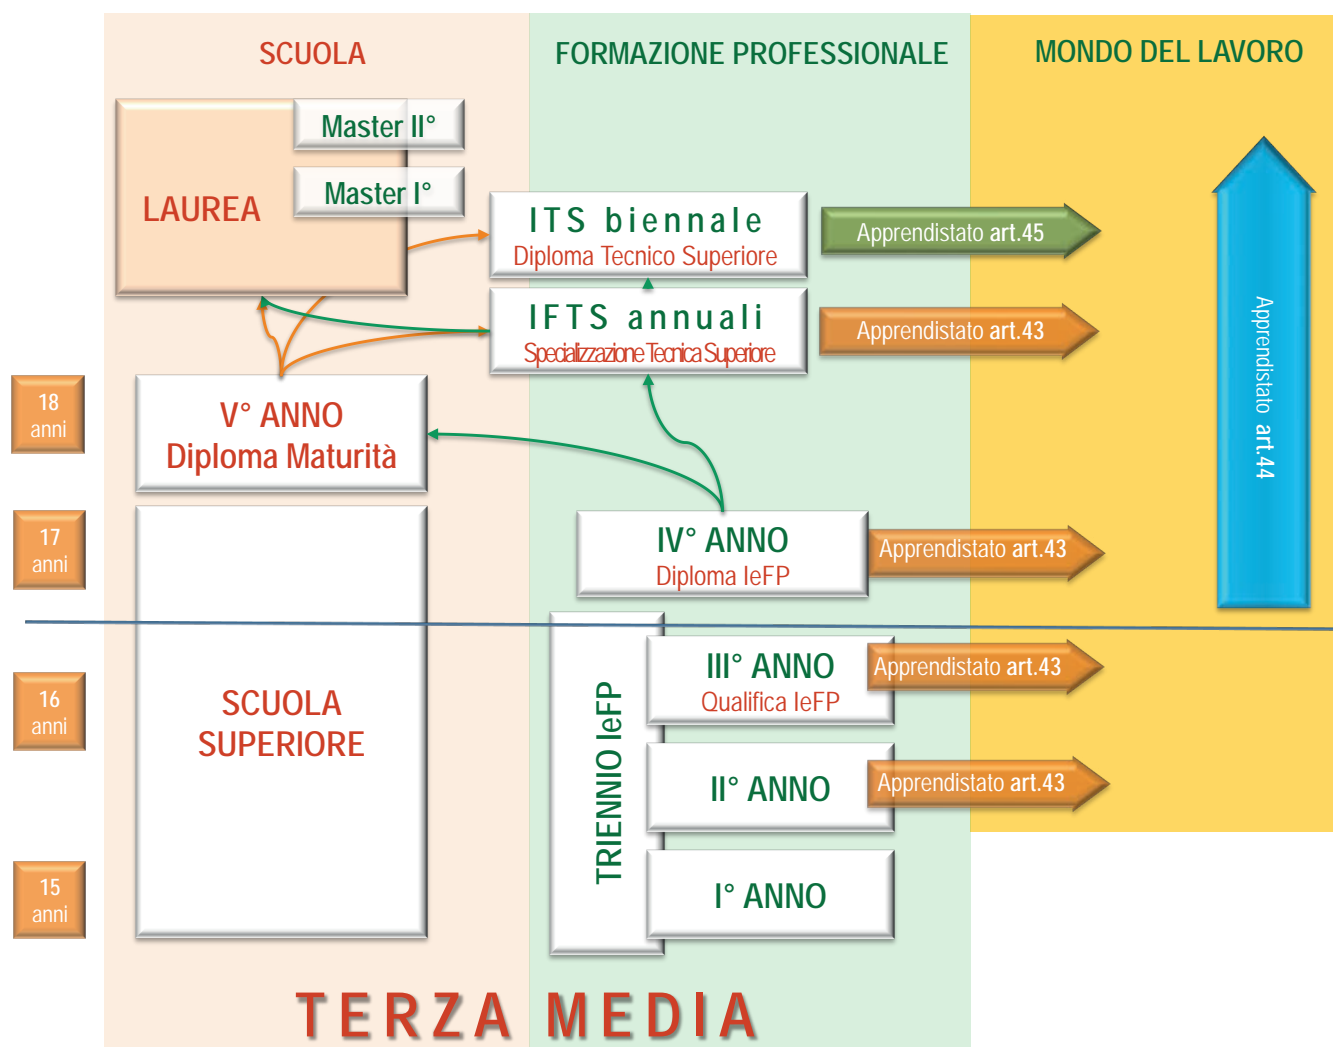 SCUOLA
FORMAZIONE PROFESSIONALE
MONDO DEL LAVORO
Master II°
Master I°
LAUREA
ITS biennale
Diploma Tecnico Superiore
Apprendistato art.45
IFTS annuali
Specializzazione Tecnica Superiore
Apprendistato art.43
Apprendistato art.44
18
anni
V° ANNO
Diploma Maturità
17
anni
IV° ANNO
Diploma IeFP
Apprendistato art.43
16
anni
SCUOLA
SUPERIORE
TRIENNIO IeFP
III° ANNO
Qualifica IeFP
Apprendistato art.43
II° ANNO
Apprendistato art.43
15
anni
I° ANNO
TERZA MEDIA